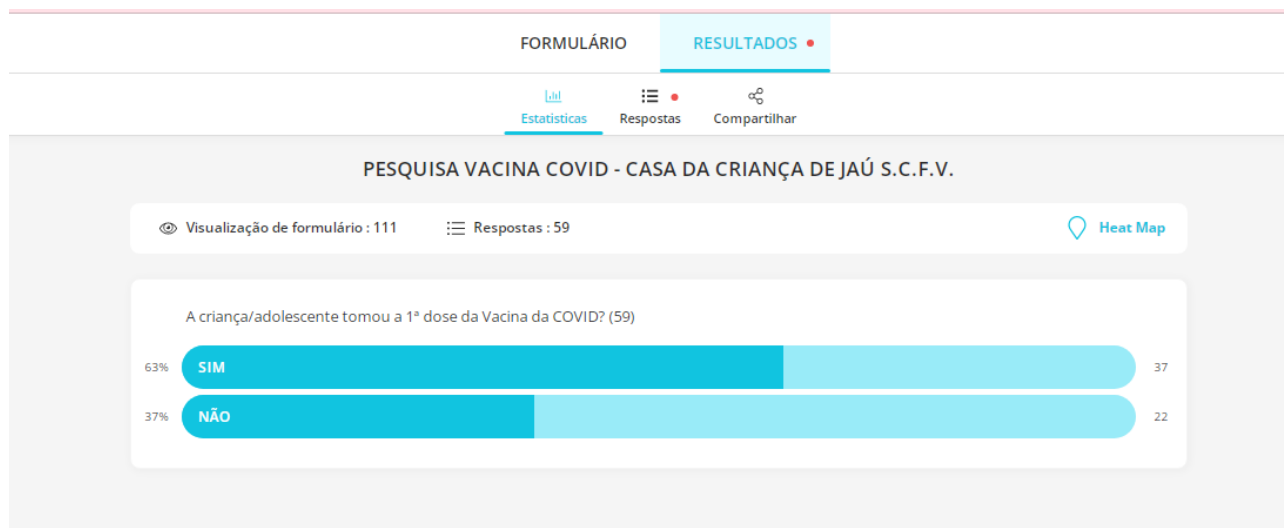 FORMULÁRIO RESULTADOS
Estatisticas Respostas Compartilhar
PESQUISA VACINA COVID - CASA DA CRIANÇA DE JAÚ S.C.F.V.
Visualização de formulário : 111 Respostas : 59 Heat Map
A criança/adolescente tomou a 1ª dose da Vacina da COVID? (59)
63% SIM 37
37% NÃO 22